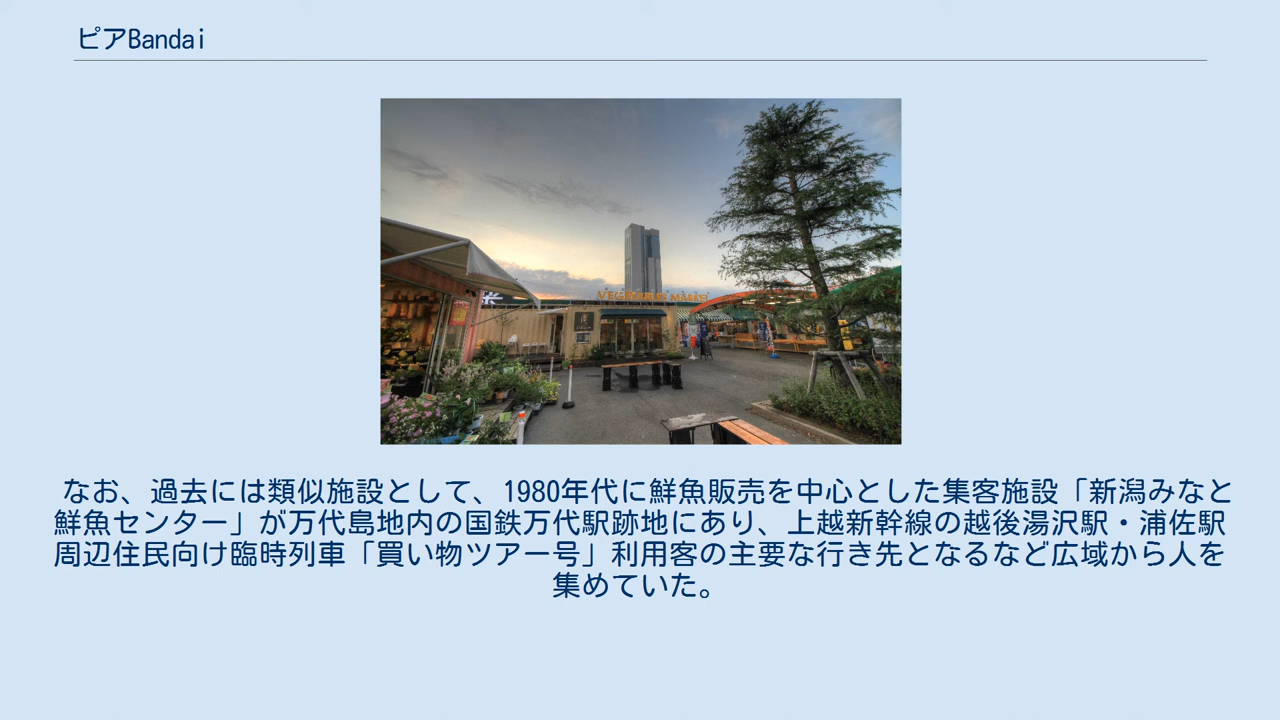 ピアBandai
VEGETABLE MARKET
なお、過去には類似施設として、1980年代に鮮魚販売を中心とした集客施設「新潟みなと
鮮魚センター」が万代島地内の国鉄万代駅跡地にあり、上越新幹線の越後湯沢駅・浦佐駅
周辺住民向け臨時列車「買い物ツアー号」利用客の主要な行き先となるなど広域から人を
集めていた。